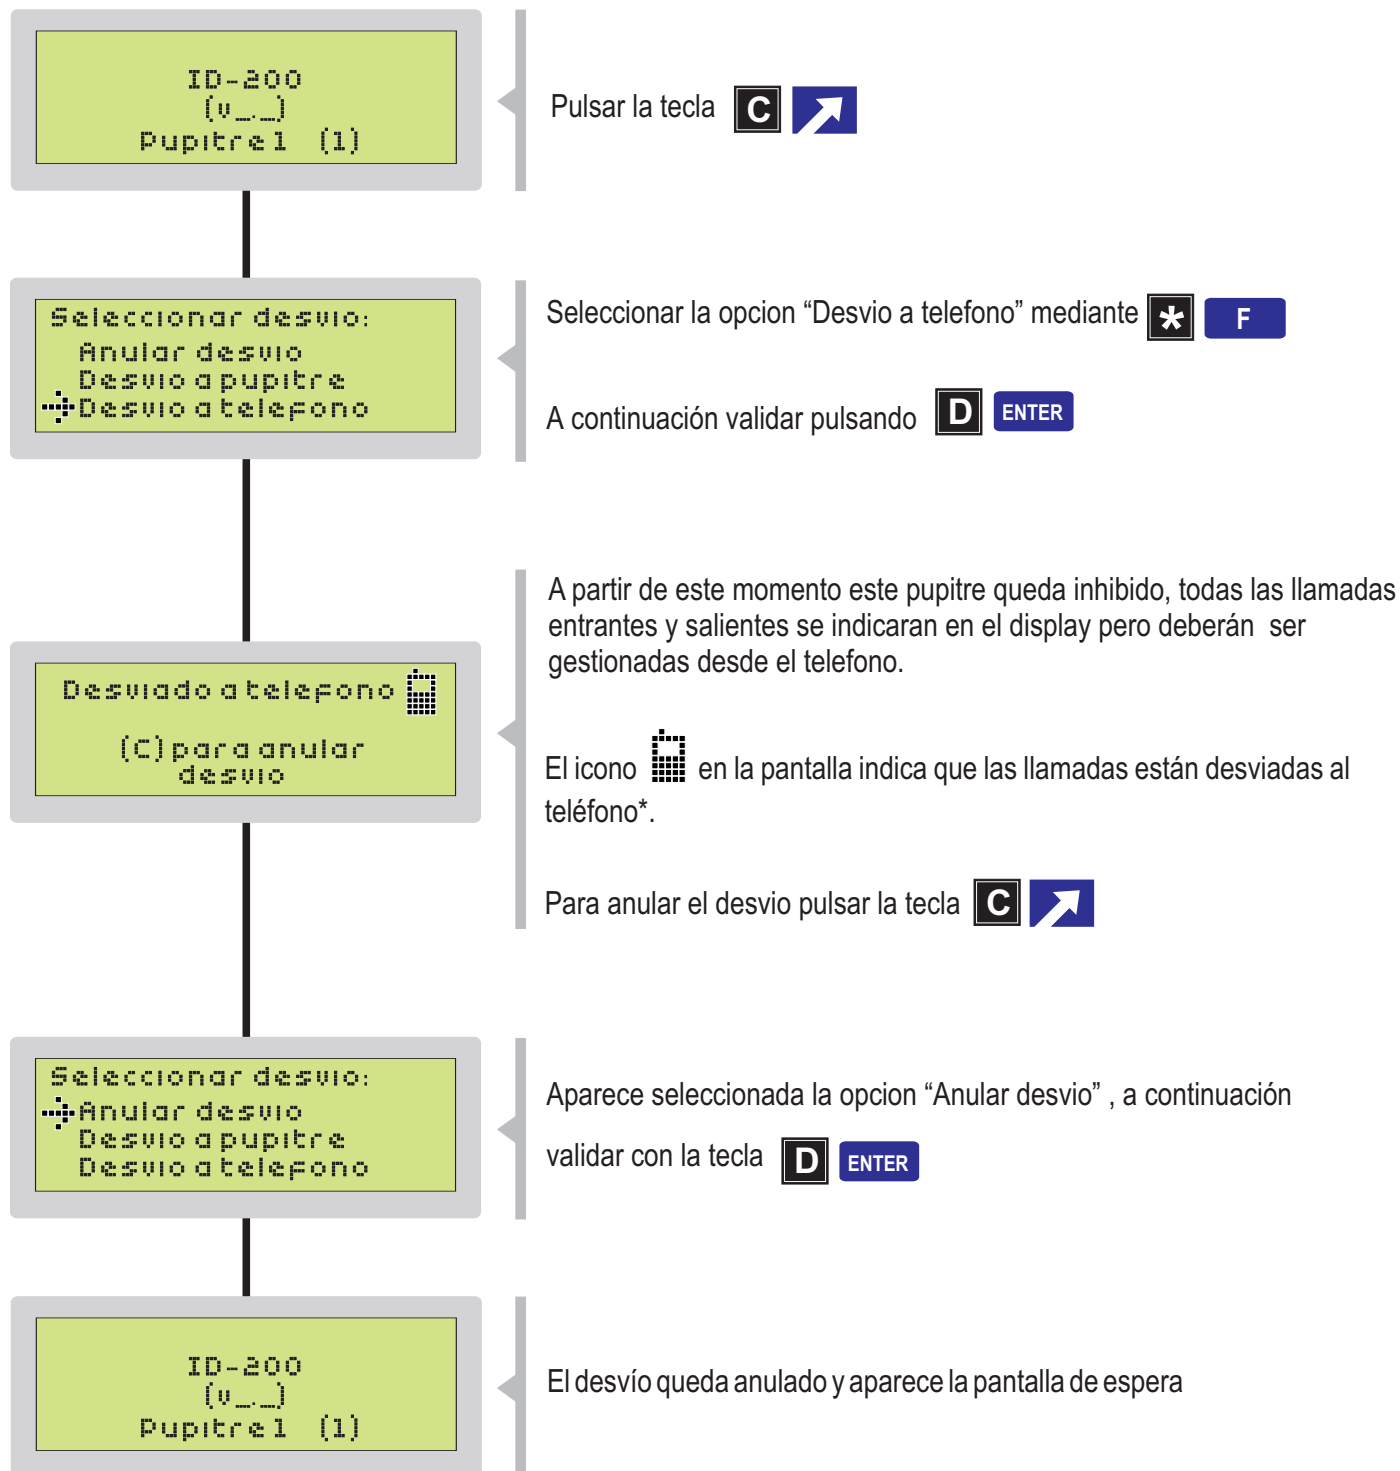 ID-200
(v_._)
Pupitre1 (1)
Pulsar la tecla C
Seleccionar desvio:
Anular desvio
Desvio a pupitre
Desvio a telefono
Seleccionar la opcion “Desvio a telefono” mediante * F
A continuación validar pulsando D ENTER
Desviado a telefono
(C) para anular
desvio
A partir de este momento este pupitre queda inhibido, todas las llamadas
entrantes y salientes se indicaran en el display pero deberán ser
gestionadas desde el telefono.
El icono en la pantalla indica que las llamadas están desviadas al
teléfono*.
Para anular el desvio pulsar la tecla C
Seleccionar desvio:
Anular desvio
Desvio a pupitre
Desvio a telefono
Aparece seleccionada la opcion “Anular desvio” , a continuación
validar con la tecla D ENTER
ID-200
(v_._)
Pupitre1 (1)
El desvío queda anulado y aparece la pantalla de espera